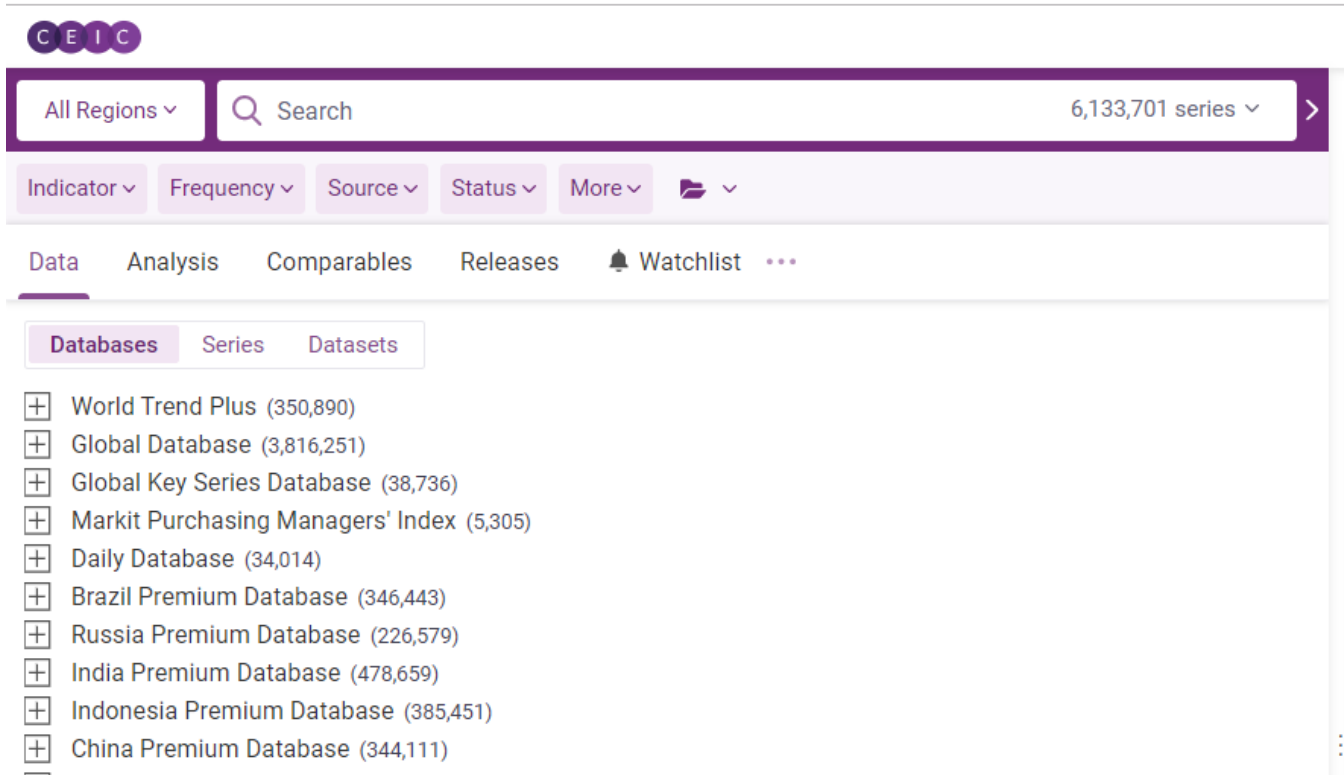 CEIC
All Regions Search 6,133,701 series
Indicator Frequency Source Status More
Data Analysis Comparables Releases Watchlist
Databases Series Datasets
World Trend Plus (350,890)
Global Database (3,816,251)
Global Key Series Database (38,736)
Markit Purchasing Managers' Index (5,305)
Daily Database (34,014)
Brazil Premium Database (346,443)
Russia Premium Database (226,579)
India Premium Database (478,659)
Indonesia Premium Database (385,451)
China Premium Database (344,111)